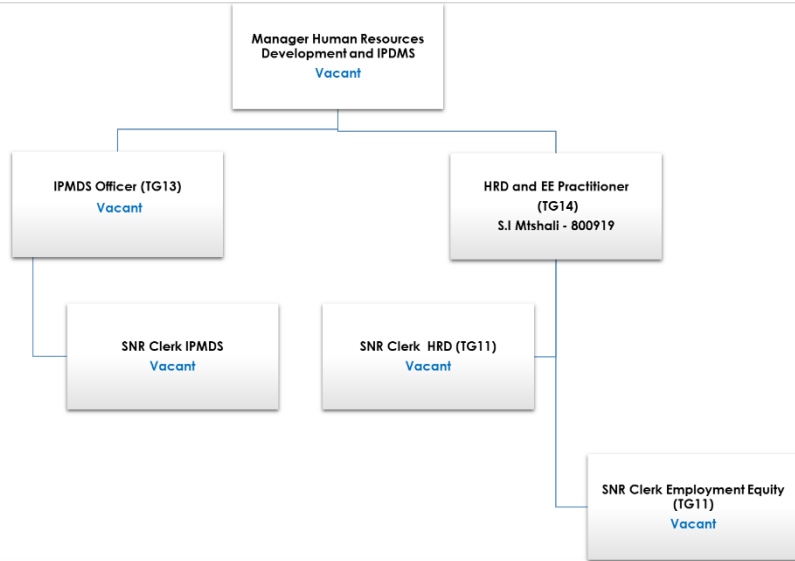 Manager Human Resources
Development and IPDMS
Vacant
IPMDS Officer (TG13)
Vacant
HRD and EE Practitioner
(TG14)
S.I Mtshali - 800919
SNR Clerk IPMDS
Vacant
SNR Clerk HRD (TG11)
Vacant
SNR Clerk Employment Equity
(TG11)
Vacant